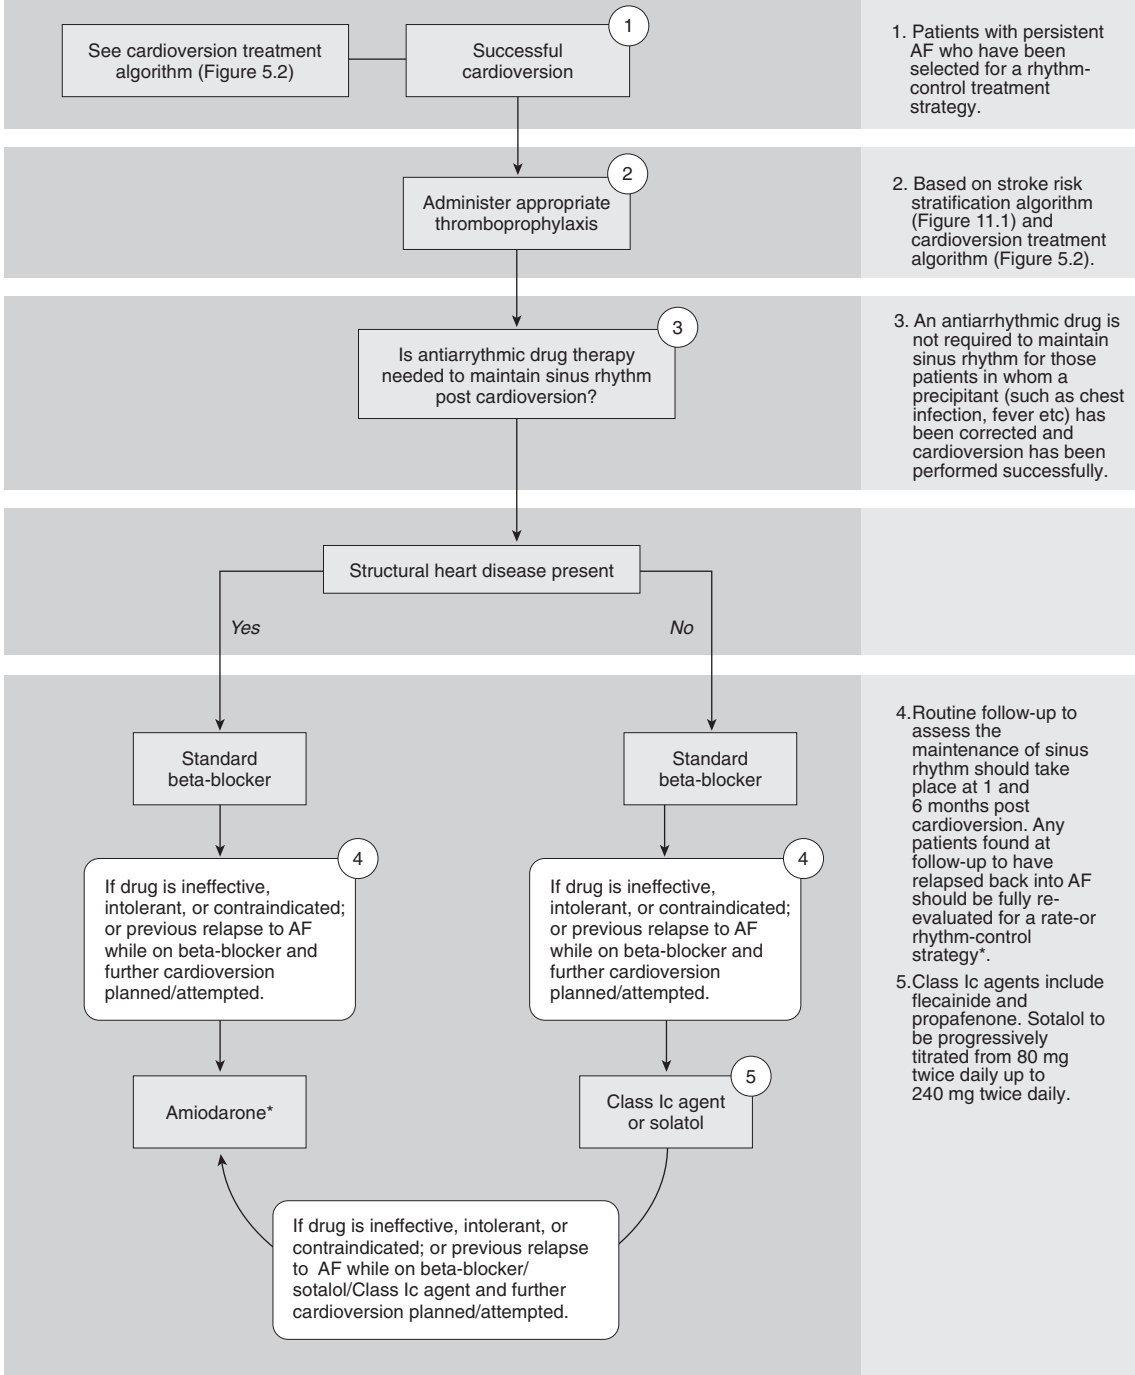 See cardioversion treatment
algorithm (Figure 5.2)
Successful
cardioversion
1
1. Patients with persistent
AF who have been
selected for a rhythm-
control treatment
strategy.
2
Administer appropriate
thromboprophylaxis
2. Based on stroke risk
stratification algorithm
(Figure 11.1) and
cardioversion treatment
algorithm (Figure 5.2).
3
Is antiarrythmic drug therapy
needed to maintain sinus rhythm
post cardioversion?
3. An antiarrhythmic drug is
not required to maintain
sinus rhythm for those
patients in whom a
precipitant (such as chest
infection, fever etc) has
been corrected and
cardioversion has been
performed successfully.
Structural heart disease present
Yes
No
Standard
beta-blocker
Standard
beta-blocker
4
If drug is ineffective,
intolerant, or contraindicated;
or previous relapse to AF
while on beta-blocker and
further cardioversion
planned/attempted.
4
If drug is ineffective,
intolerant, or contraindicated;
or previous relapse to AF
while on beta-blocker and
further cardioversion
planned/attempted.
Amiodarone*
5
Class Ic agent
or solatol
If drug is ineffective, intolerant, or
contraindicated; or previous relapse
to AF while on beta-blocker/
sotalol/Class Ic agent and further
cardioversion planned/attempted.
4.Routine follow-up to
assess the
maintenance of sinus
rhythm should take
place at 1 and
6 months post
cardioversion. Any
patients found at
follow-up to have
relapsed back into AF
should be fully re-
evaluated for a rate-or
rhythm-control
strategy*.
5.Class Ic agents include
flecainide and
propafenone. Sotalol to
be progressively
titrated from 80 mg
twice daily up to
240 mg twice daily.